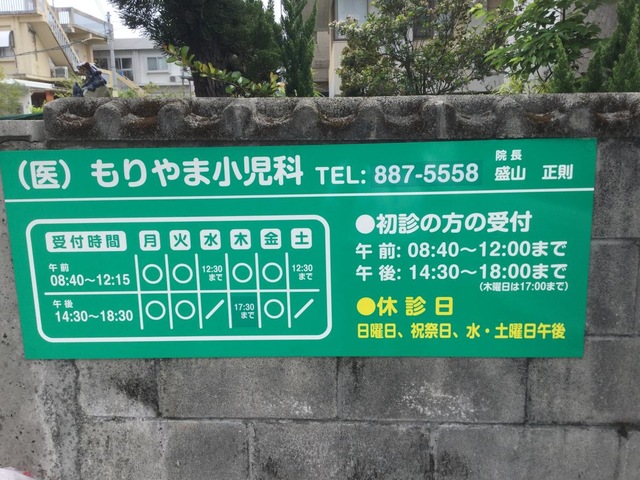 (医)もりやま小児科 TEL: 887-5558 院長 盛山 正則
受付時間 月 火 水 木 金 土
午前 08:40〜12:15 ○ ○ 12:30まで ○ ○ 12:30まで
午後 14:30〜18:30 ○ ○ / 17:30まで ○ /
●初診の方の受付
午前: 08:40〜12:00まで
午後: 14:30〜18:00まで
(木曜日は17:00まで)
●休診日
日曜日、祝祭日、水・土曜日午後